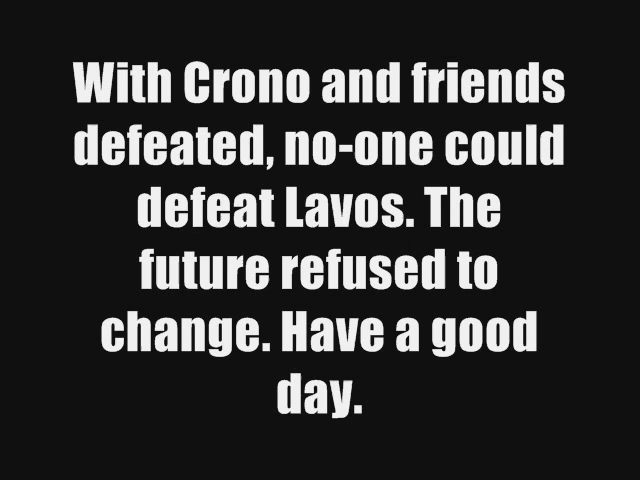 With Crono and friends
defeated, no-one could
defeat Lavos. The
future refused to
change. Have a good
day.